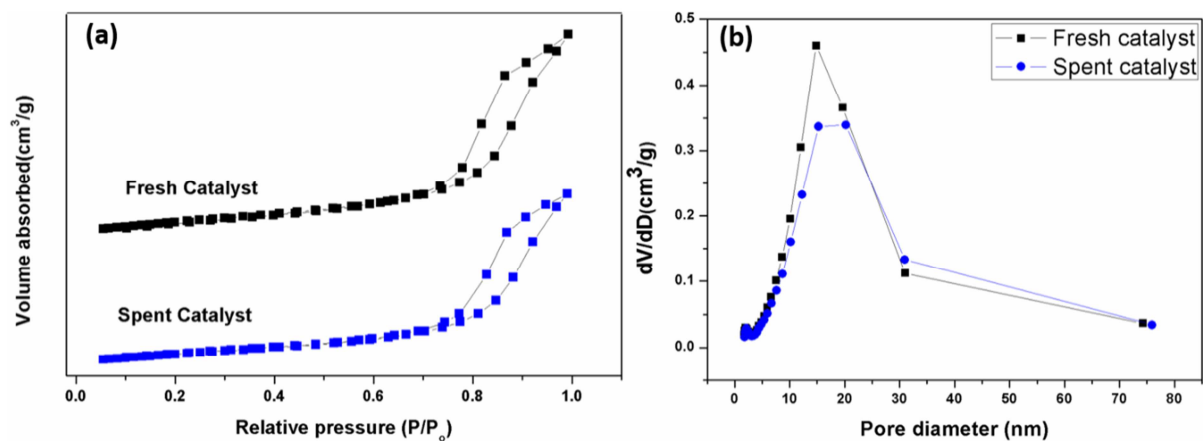 (a)
Volume absorbed(cm³/g)
Fresh Catalyst
Spent Catalyst
0.0 0.2 0.4 0.6 0.8 1.0
Relative pressure (P/Pₒ)
(b)
Fresh catalyst
Spent catalyst
dV/dD(cm³/g)
0.5
0.4
0.3
0.2
0.1
0.0
0 10 20 30 40 50 60 70 80
Pore diameter (nm)